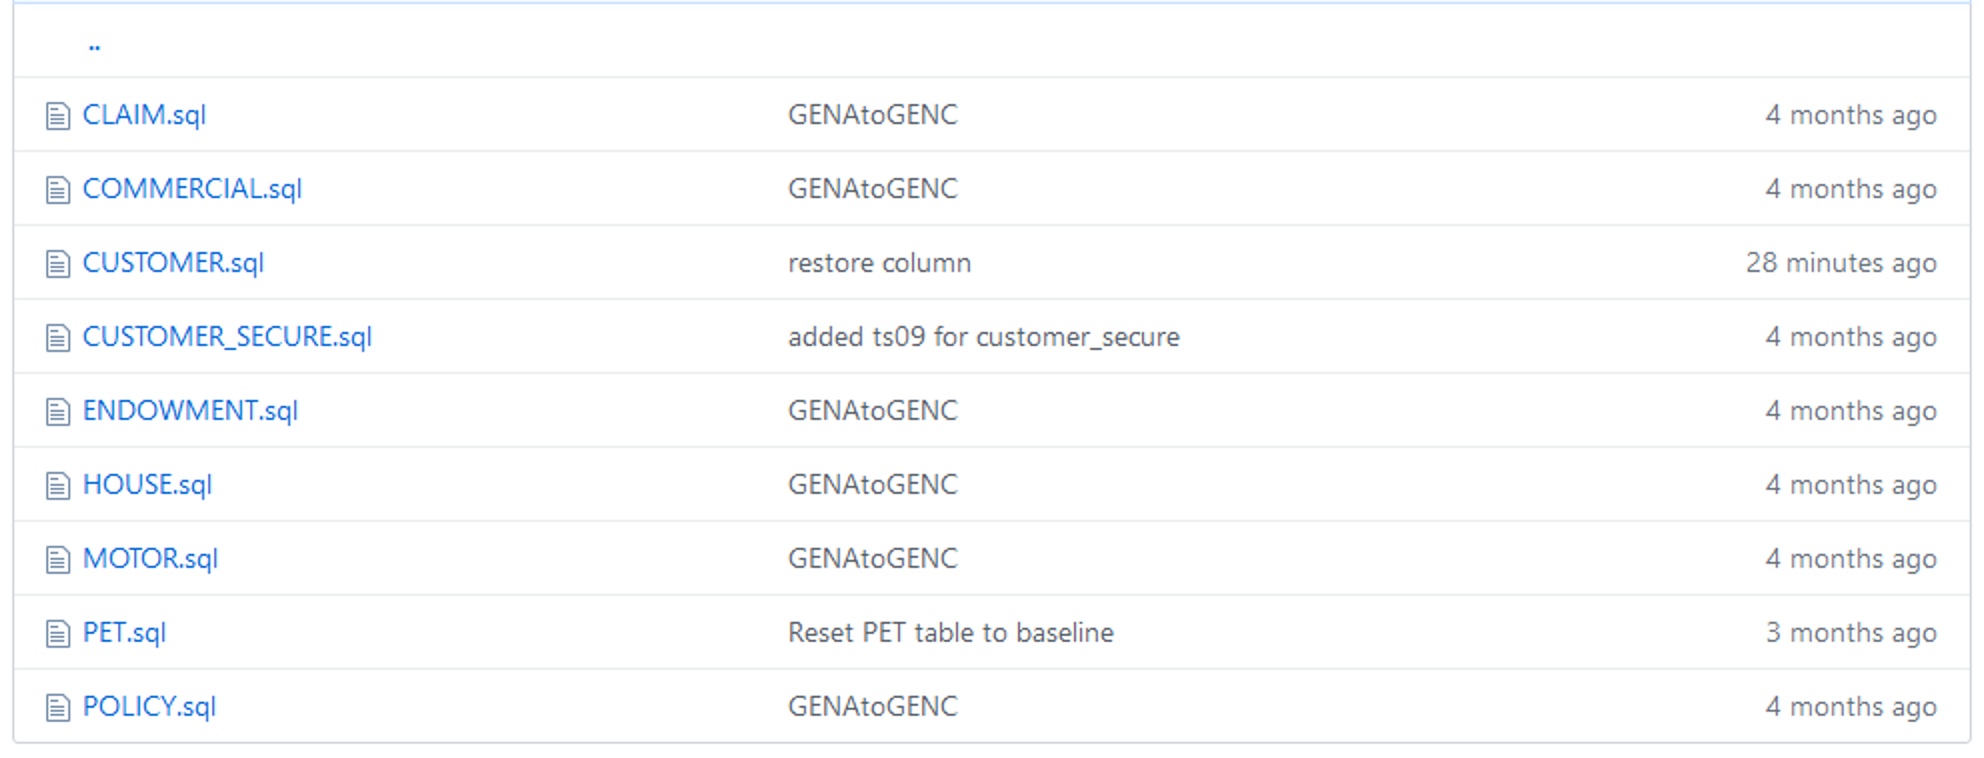 ..
CLAIM.sql GENAtoGENC 4 months ago
COMMERCIAL.sql GENAtoGENC 4 months ago
CUSTOMER.sql restore column 28 minutes ago
CUSTOMER_SECURE.sql added ts09 for customer_secure 4 months ago
ENDOWMENT.sql GENAtoGENC 4 months ago
HOUSE.sql GENAtoGENC 4 months ago
MOTOR.sql GENAtoGENC 4 months ago
PET.sql Reset PET table to baseline 3 months ago
POLICY.sql GENAtoGENC 4 months ago